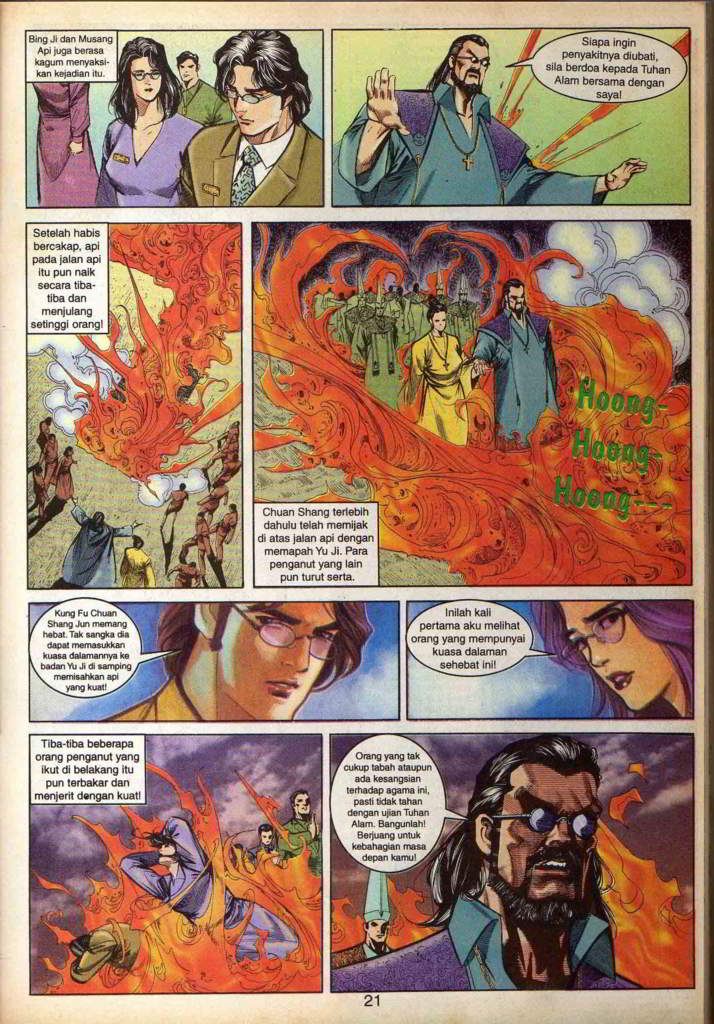 Bing Ji dan Musang
Api juga berasa
kagum menyaksi-
kan kejadian itu.
Siapa ingin
penyakitnya diubati,
sila berdoa kepada Tuhan
Alam bersama dengan
saya!
Setelah habis
bercakap, api
pada jalan api
itu pun naik
secara tiba-
tiba dan
menjulang
setinggi orang!
Hoong-
Hoong-
Hoong---
Chuan Shang terlebih
dahulu telah memijak
di atas jalan api dengan
memapah Yu Ji. Para
penganut yang lain
pun turut serta.
Kung Fu Chuan
Shang Jun memang
hebat. Tak sangka dia
dapat memasukkan
kuasa dalamannya ke
badan Yu Ji di samping
memisahkan api
yang kuat!
Inilah kali
pertama aku melihat
orang yang mempunyai
kuasa dalaman
sehebat ini!
Tiba-tiba beberapa
orang penganut yang
ikut di belakang itu
pun terbakar dan
menjerit dengan kuat!
Orang yang tak
cukup tabah ataupun
ada kesangsian
terhadap agama ini,
pasti tidak tahan
dengan ujian Tuhan
Alam. Bangunlah!
Berjuang untuk
kebahagian masa
depan kamu!
21